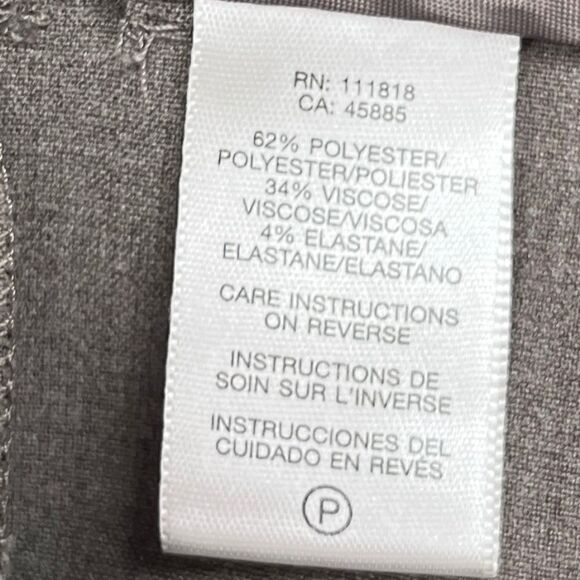 RN: 111818
CA: 45885
62% POLYESTER/
POLYESTER/POLIESTER
34% VISCOSE/
VISCOSE/VISCOSA
4% ELASTANE/
ELASTANE/ELASTANO
CARE INSTRUCTIONS
ON REVERSE
INSTRUCTIONS DE
SOIN SUR L'INVERSE
INSTRUCCIONES DEL
CUIDADO EN REVÉS
P